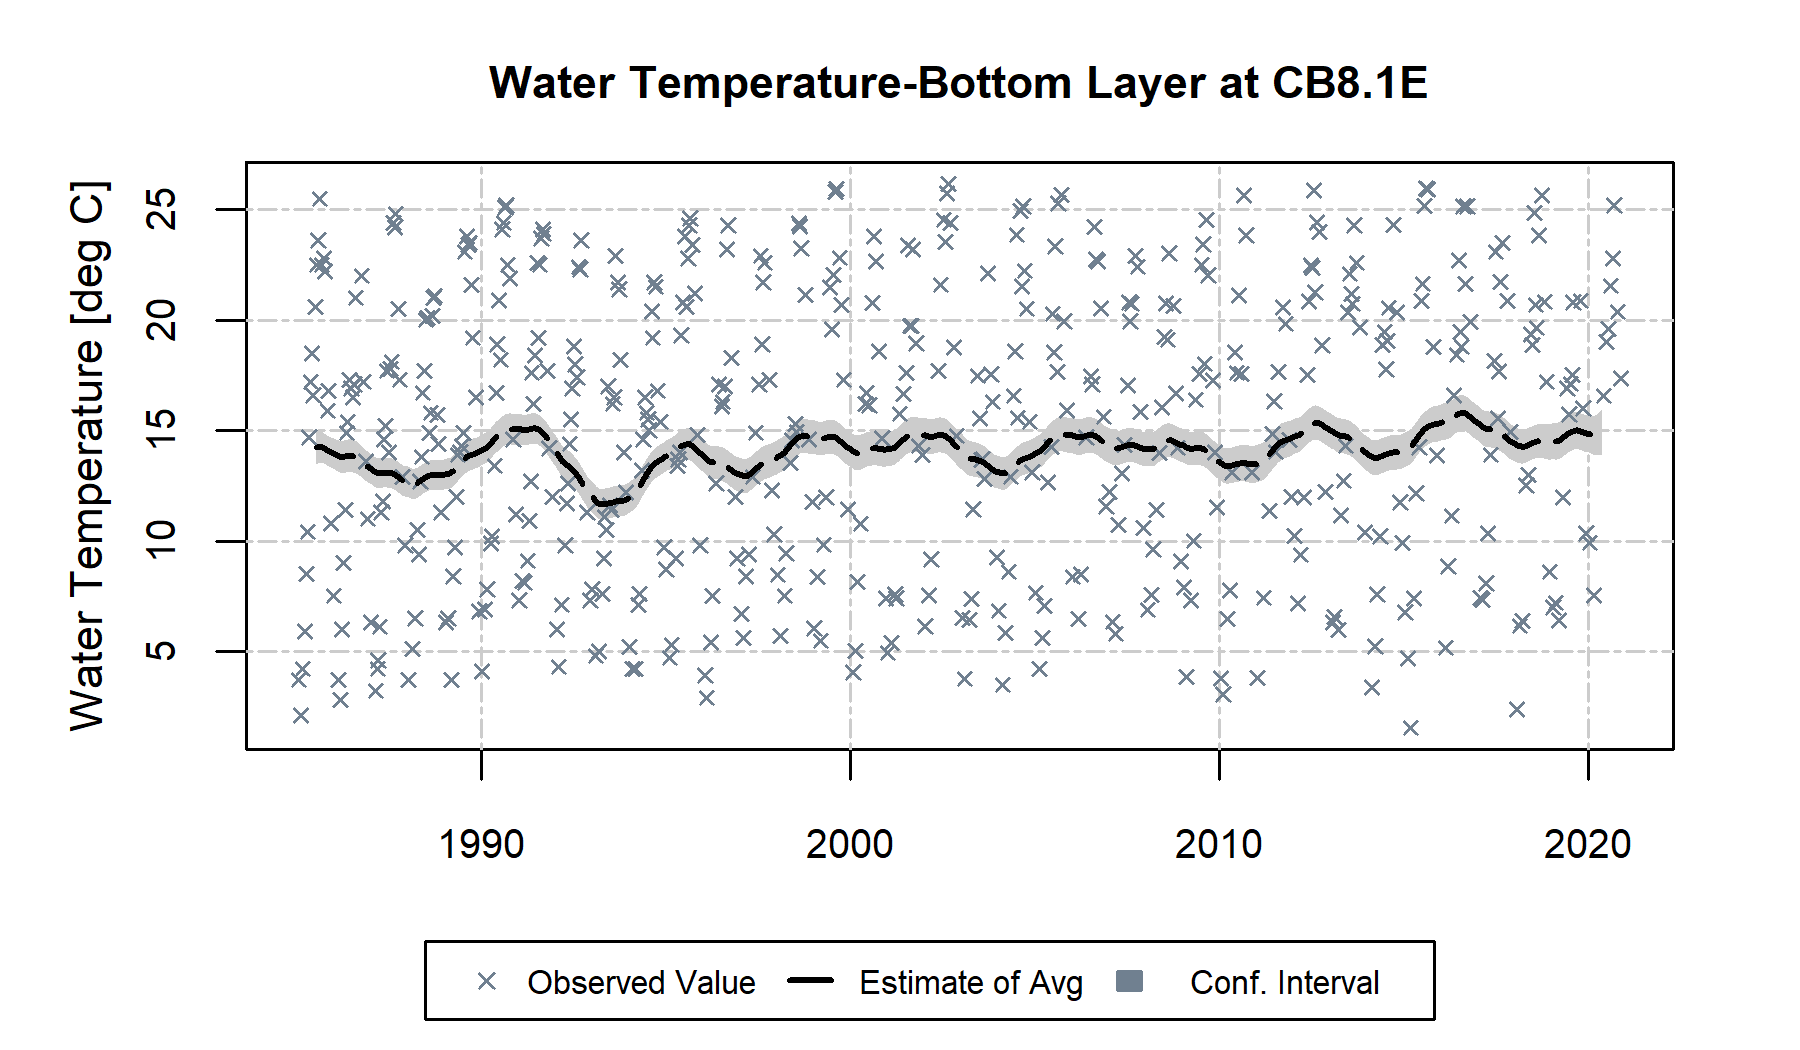 Water Temperature-Bottom Layer at CB8.1E
Water Temperature [deg C]
25
20
15
10
5
1990 2000 2010 2020
Observed Value Estimate of Avg Conf. Interval